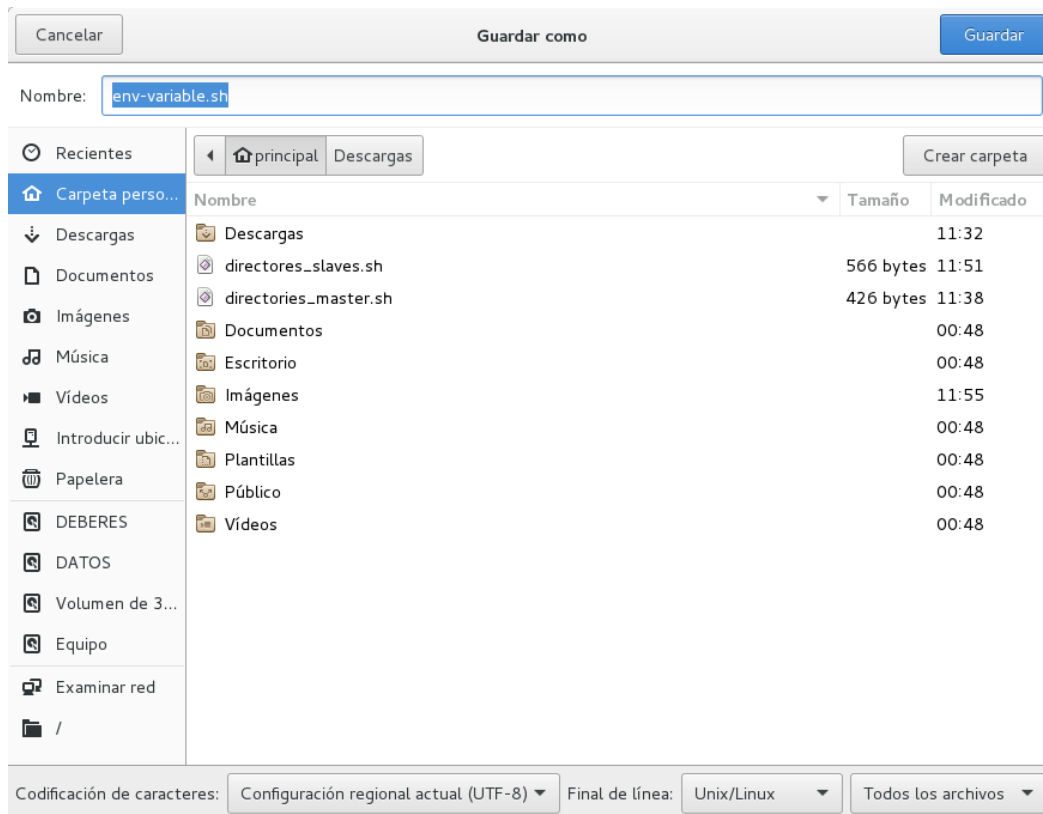 Cancelar Guardar como Guardar
Nombre: env-variable.sh
Recientes
Carpeta perso...
Descargas
Documentos
Imágenes
Música
Vídeos
Introducir ubic...
Papelera
DEBERES
DATOS
Volumen de 3...
Equipo
Examinar red
/
principal Descargas Crear carpeta
Nombre Tamaño Modificado
Descargas 11:32
directores_slaves.sh 566 bytes 11:51
directories_master.sh 426 bytes 11:38
Documentos 00:48
Escritorio 00:48
Imágenes 11:55
Música 00:48
Plantillas 00:48
Público 00:48
Vídeos 00:48
Codificación de caracteres: Configuración regional actual (UTF-8) Final de línea: Unix/Linux Todos los archivos